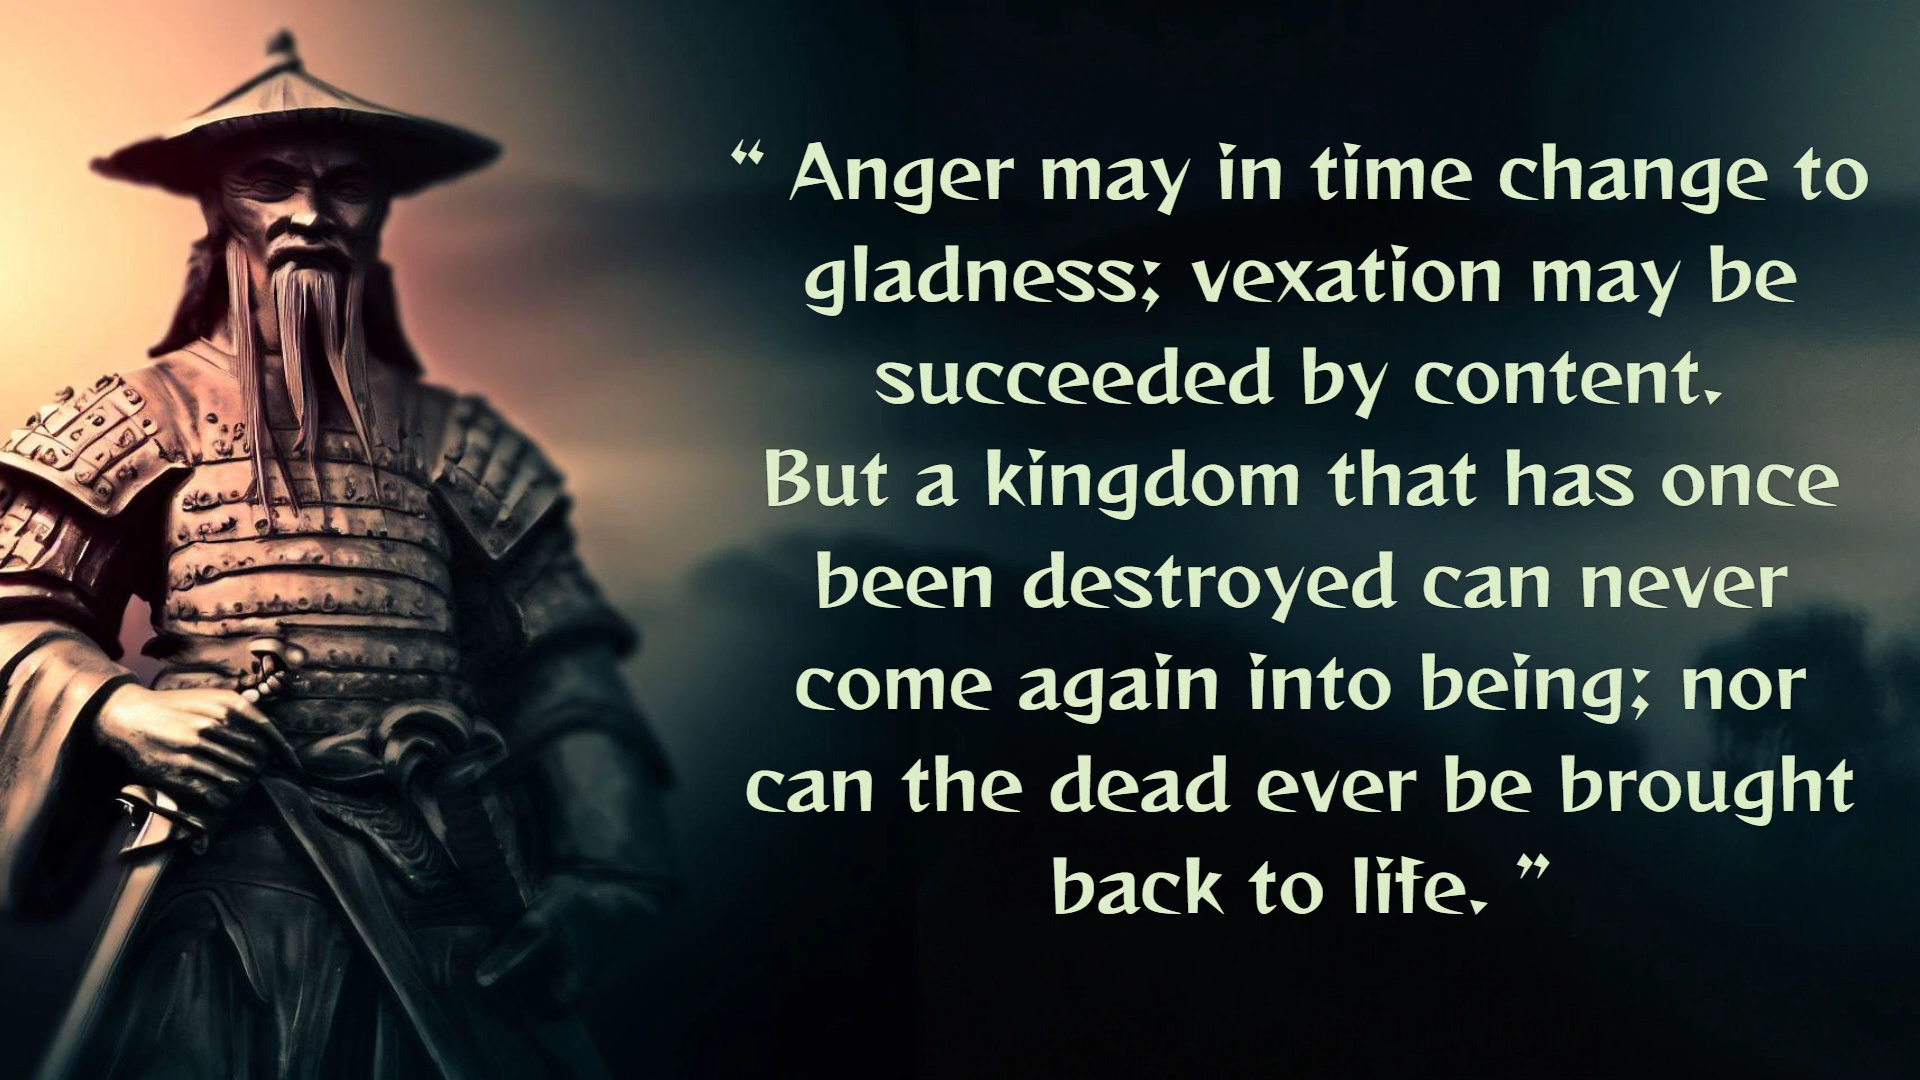 “ Anger may in time change to
gladness; vexation may be
succeeded by content.
But a kingdom that has once
been destroyed can never
come again into being; nor
can the dead ever be brought
back to life. ”